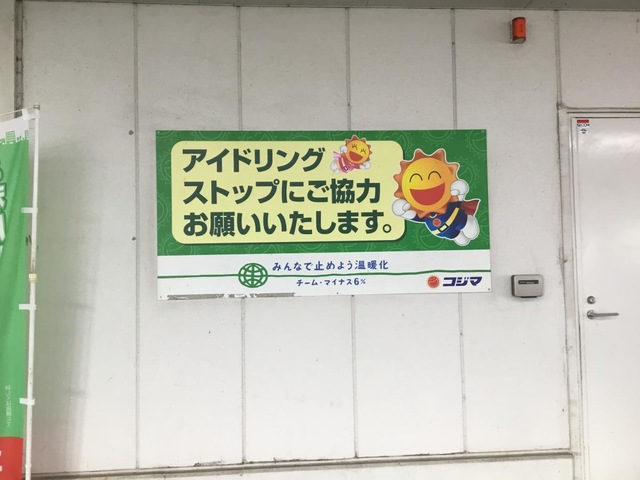 アイドリング
ストップにご協力
お願いいたします。
みんなで止めよう温暖化
チーム・マイナス6%
コジマ